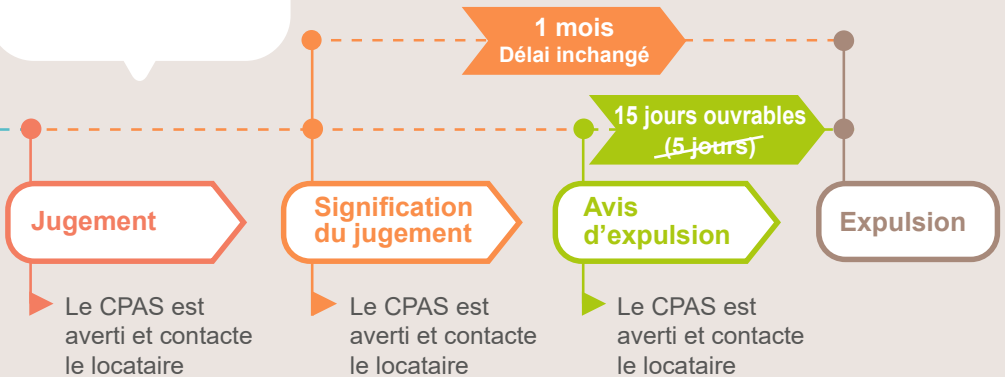 1 mois
Délai inchangé
15 jours ouvrables
(5 jours)
Jugement
Signification
du jugement
Avis
d'expulsion
Expulsion
Le CPAS est
averti et contacte
le locataire
Le CPAS est
averti et contacte
le locataire
Le CPAS est
averti et contacte
le locataire